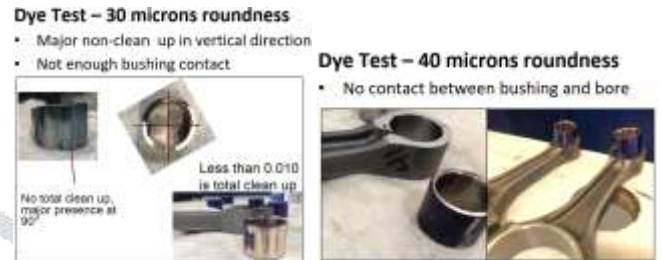 Dye Test – 30 microns roundness
• Major non-clean up in vertical direction
• Not enough bushing contact
Less than 0.010
is total clean up
No total clean up,
major presence at
90°
Dye Test – 40 microns roundness
• No contact between bushing and bore